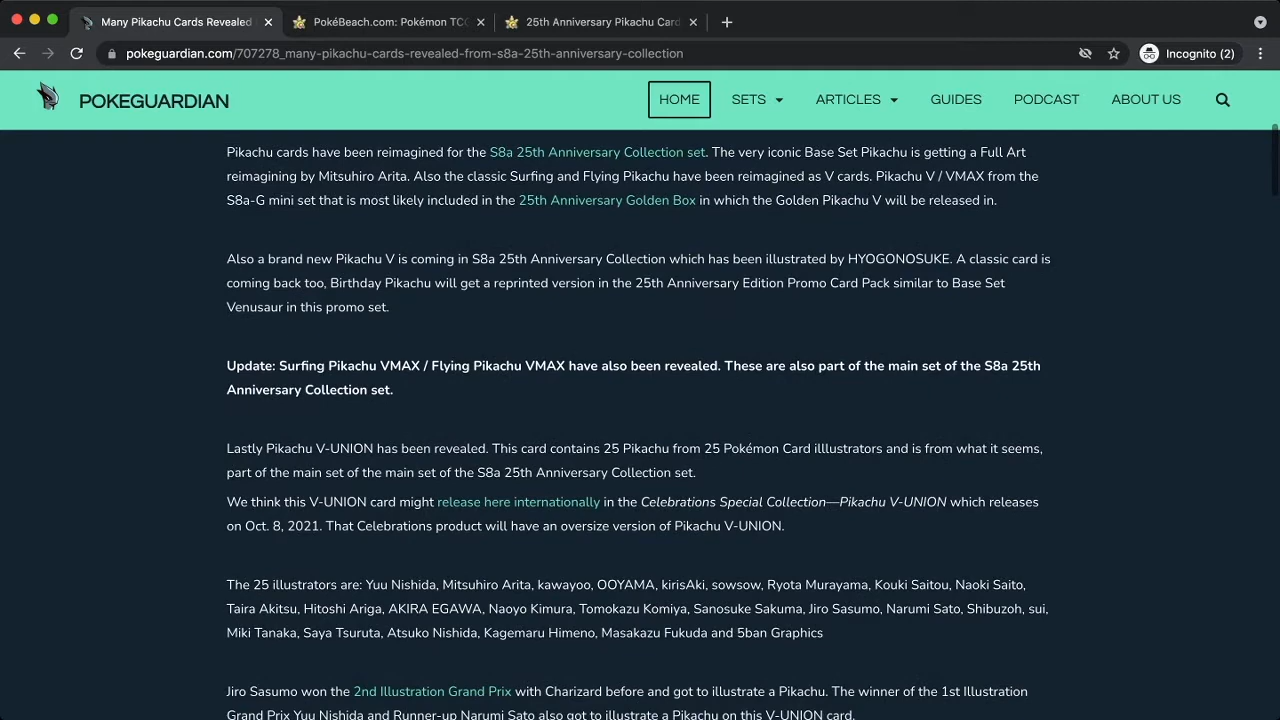 Many Pikachu Cards Revealed
PokéBeach.com: Pokémon TCG
25th Anniversary Pikachu Card
pokeguardian.com/707278_many-pikachu-cards-revealed-from-s8a-25th-anniversary-collection
Incognito (2)
POKEGUARDIAN
HOME
SETS
ARTICLES
GUIDES
PODCAST
ABOUT US
Pikachu cards have been reimagined for the S8a 25th Anniversary Collection set. The very iconic Base Set Pikachu is getting a Full Art
reimagining by Mitsuhiro Arita. Also the classic Surfing and Flying Pikachu have been reimagined as V cards. Pikachu V / VMAX from the
S8a-G mini set that is most likely included in the 25th Anniversary Golden Box in which the Golden Pikachu V will be released in.
Also a brand new Pikachu V is coming in S8a 25th Anniversary Collection which has been illustrated by HYOGONOSUKE. A classic card is
coming back too, Birthday Pikachu will get a reprinted version in the 25th Anniversary Edition Promo Card Pack similar to Base Set
Venusaur in this promo set.
Update: Surfing Pikachu VMAX / Flying Pikachu VMAX have also been revealed. These are also part of the main set of the S8a 25th
Anniversary Collection set.
Lastly Pikachu V-UNION has been revealed. This card contains 25 Pikachu from 25 Pokémon Card illlustrators and is from what it seems,
part of the main set of the main set of the S8a 25th Anniversary Collection set.
We think this V-UNION card might release here internationally in the Celebrations Special Collection—Pikachu V-UNION which releases
on Oct. 8, 2021. That Celebrations product will have an oversize version of Pikachu V-UNION.
The 25 illustrators are: Yuu Nishida, Mitsuhiro Arita, kawayoo, OOYAMA, kirisAki, sowsow, Ryota Murayama, Kouki Saitou, Naoki Saito,
Taira Akitsu, Hitoshi Ariga, AKIRA EGAWA, Naoyo Kimura, Tomokazu Komiya, Sanosuke Sakuma, Jiro Sasumo, Narumi Sato, Shibuzoh, sui,
Miki Tanaka, Saya Tsuruta, Atsuko Nishida, Kagemaru Himeno, Masakazu Fukuda and 5ban Graphics
Jiro Sasumo won the 2nd Illustration Grand Prix with Charizard before and got to illustrate a Pikachu. The winner of the 1st Illustration
Grand Prix Yuu Nishida and Runner-up Narumi Sato also got to illustrate a Pikachu on this V-UNION card.